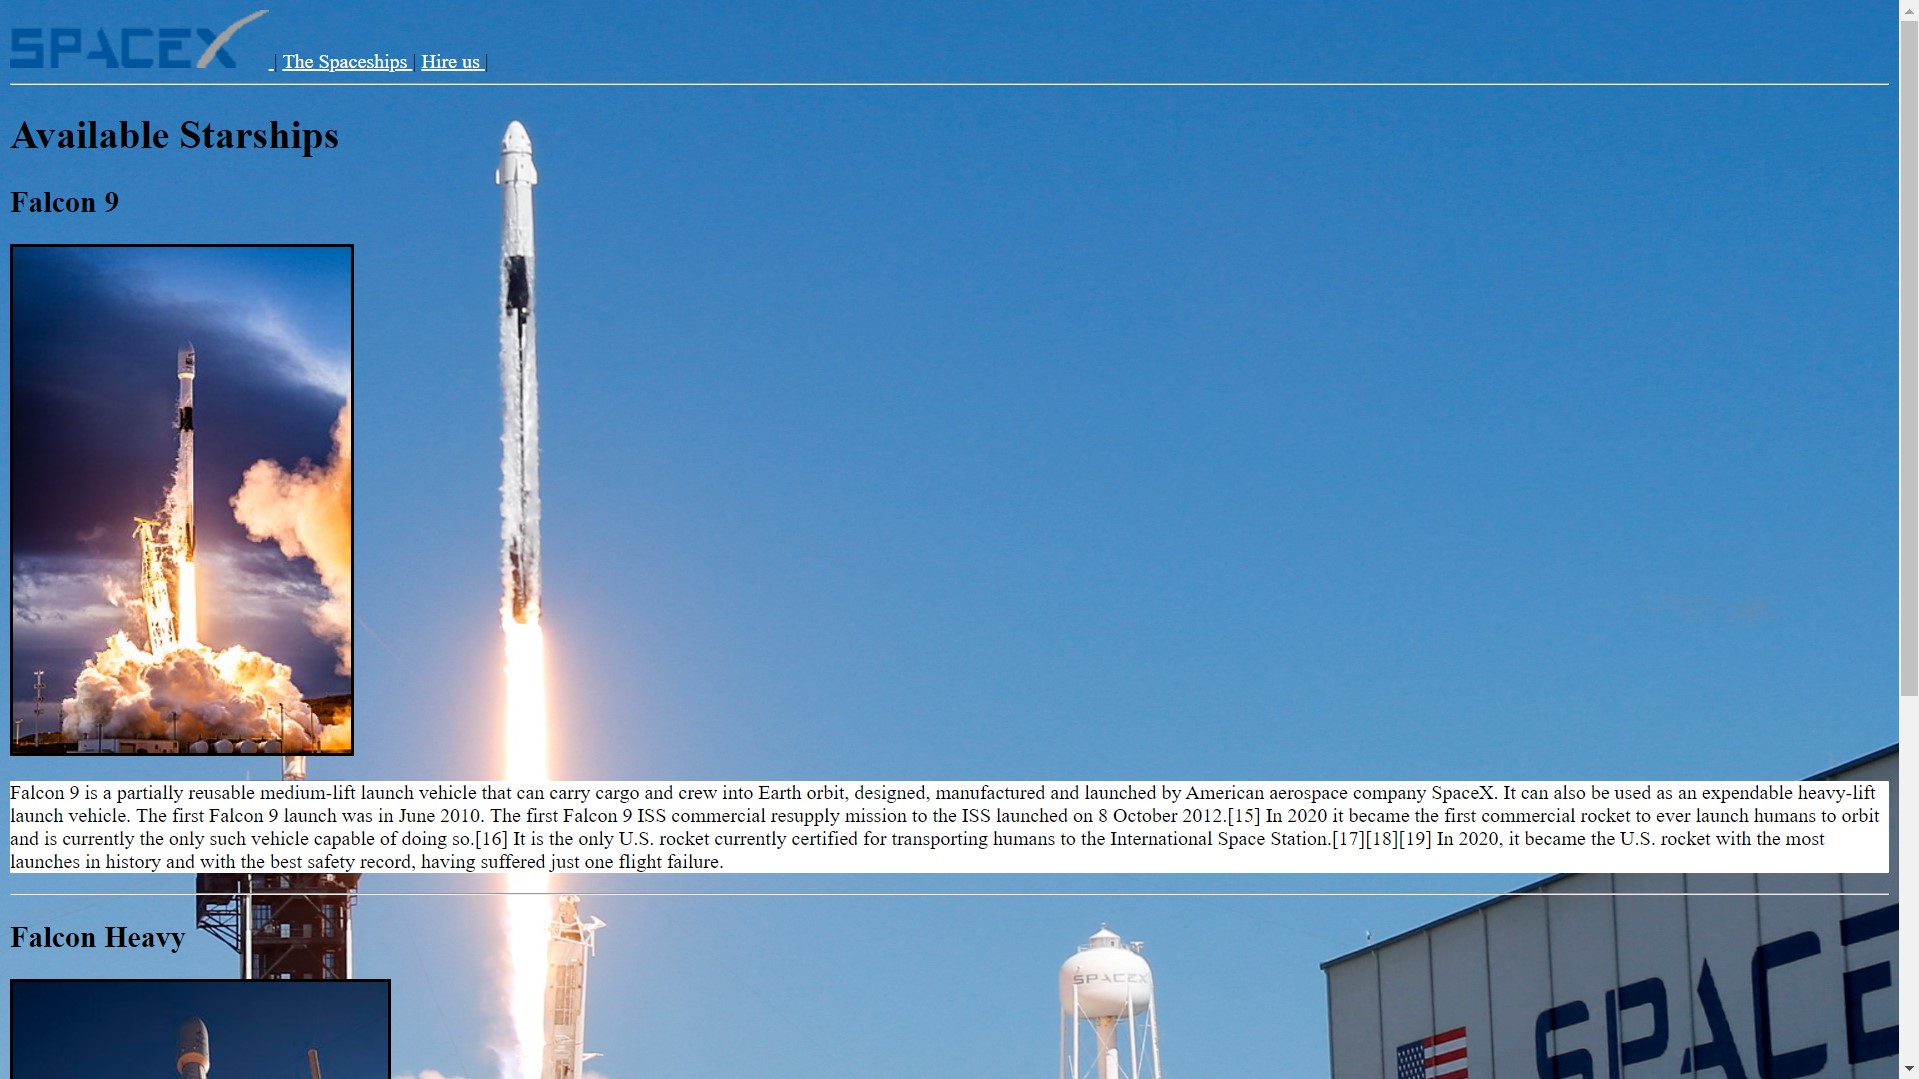 SPACEX | The Spaceships | Hire us |
Available Starships
Falcon 9
Falcon 9 is a partially reusable medium-lift launch vehicle that can carry cargo and crew into Earth orbit, designed, manufactured and launched by American aerospace company SpaceX. It can also be used as an expendable heavy-lift
launch vehicle. The first Falcon 9 launch was in June 2010. The first Falcon 9 ISS commercial resupply mission to the ISS launched on 8 October 2012.[15] In 2020 it became the first commercial rocket to ever launch humans to orbit
and is currently the only such vehicle capable of doing so.[16] It is the only U.S. rocket currently certified for transporting humans to the International Space Station.[17][18][19] In 2020, it became the U.S. rocket with the most
launches in history and with the best safety record, having suffered just one flight failure.
Falcon Heavy
SPACEX
SPACE